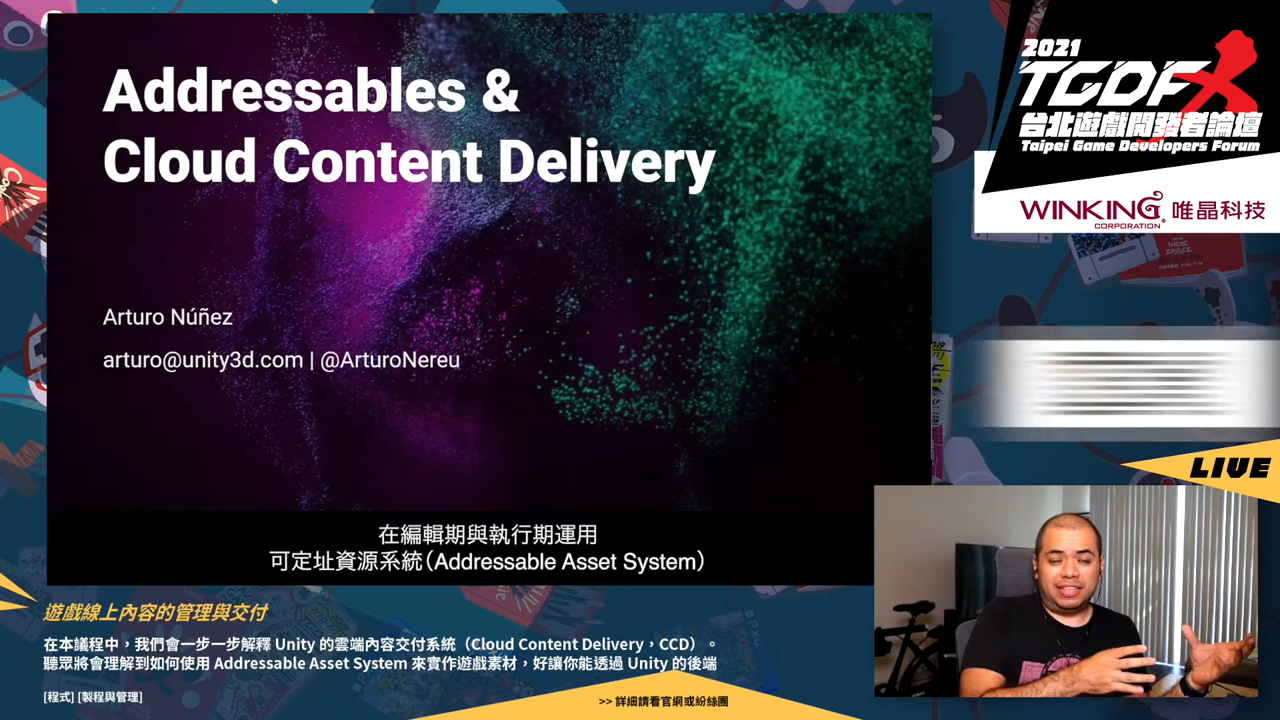 Addressables &
Cloud Content Delivery
Arturo Núñez
arturo@unity3d.com | @ArturoNereu
在編輯期與執行期運用
可定址資源系統（Addressable Asset System）
2021
TGDF X
台北遊戲開發者論壇
Taipei Game Developers Forum
WINKING
CORPORATION
唯晶科技
INDIE
SPACE
LIVE
遊戲線上內容的管理與交付
在本議程中，我們會一步一步解釋 Unity 的雲端內容交付系統（Cloud Content Delivery，CCD）。
聽眾將會理解到如何使用 Addressable Asset System 來實作遊戲素材，好讓你能透過 Unity 的後端
[程式] [製程與管理]
>> 詳細請看官網或紛絲團